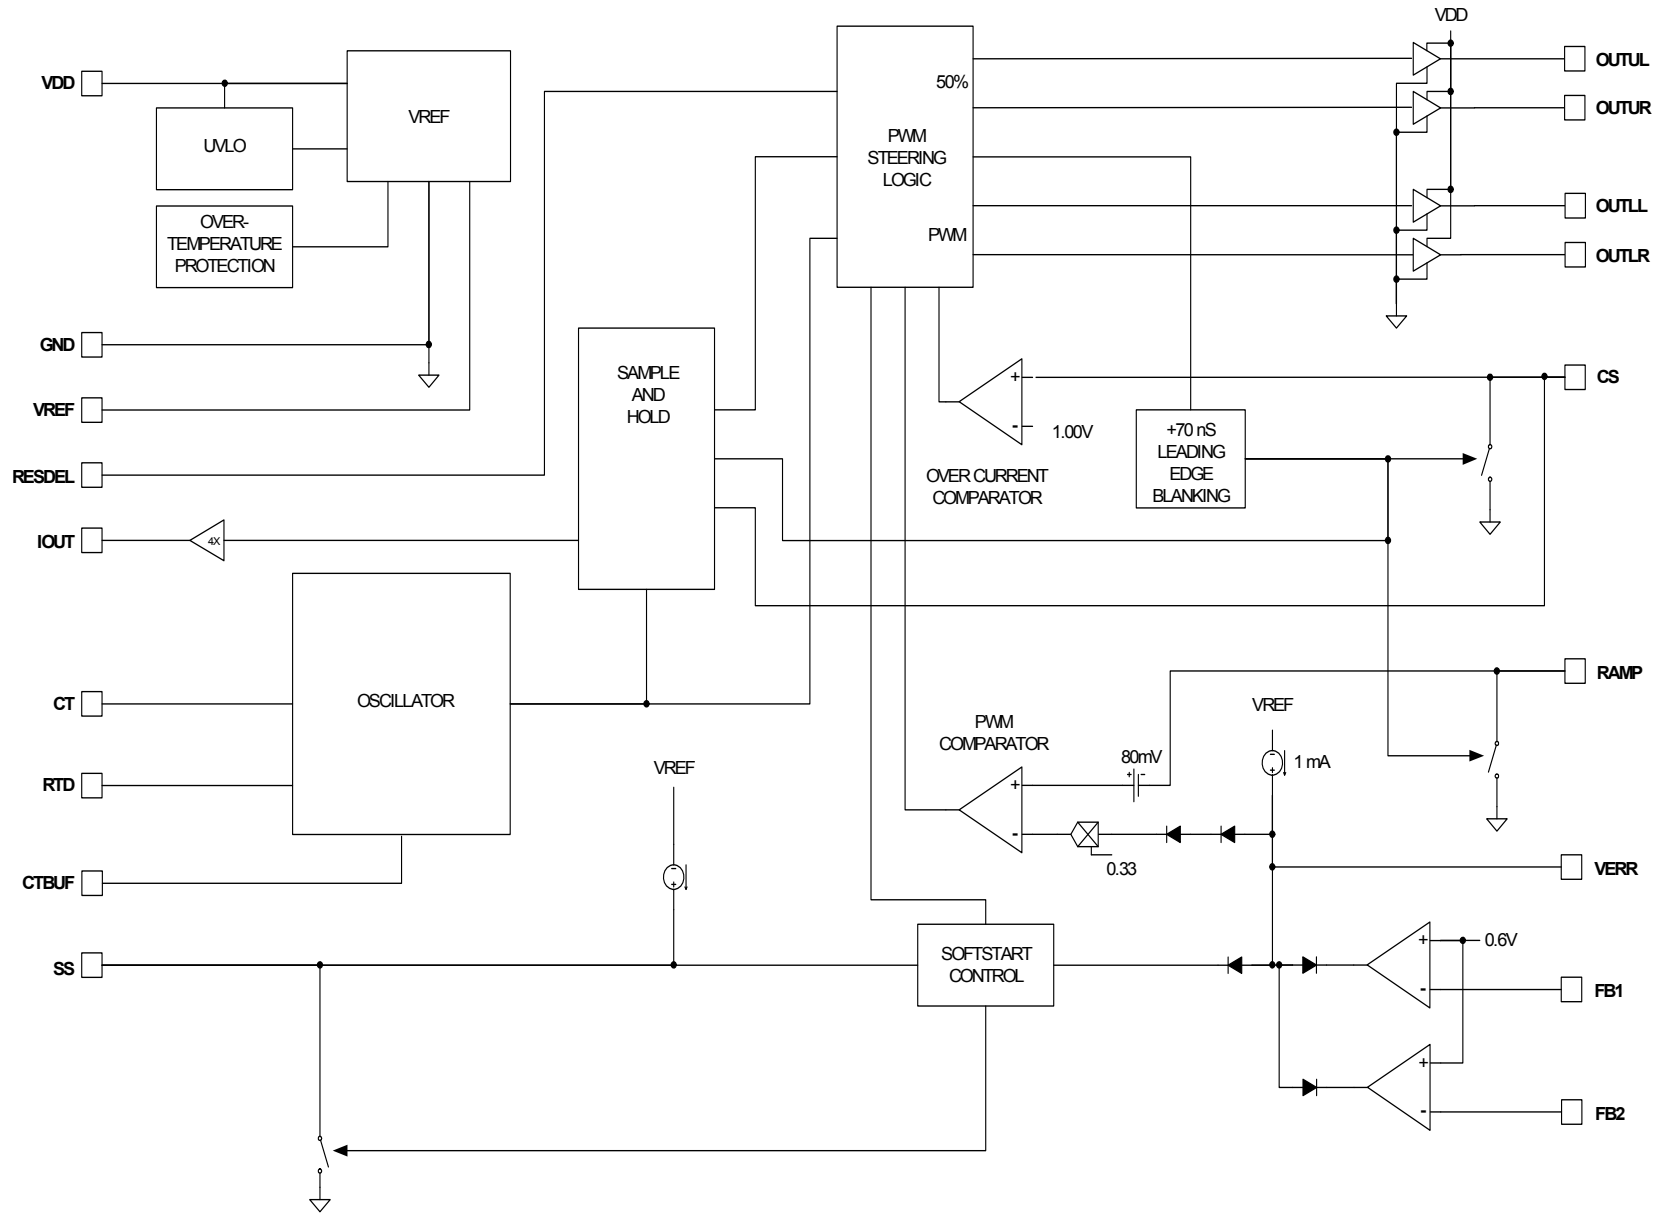 VDD
OUTUL
VDD
50%
VREF
OUTUR
UVLO
PWM
STEERING
LOGIC
OUTLL
OVER-
TEMPERATURE
PROTECTION
PWM
OUTLR
GND
SAMPLE
AND
HOLD
+
CS
VREF
-
1.00V
+70 nS
LEADING
EDGE
BLANKING
RESDEL
OVER CURRENT
COMPARATOR
IOUT
4X
CT
OSCILLATOR
RAMP
VREF
PWM
COMPARATOR
80mV
+
-
-
+
1 mA
RTD
VREF
+
-
0.33
VERR
CTBUF
-
+
SS
SOFTSTART
CONTROL
+
0.6V
-
FB1
+
-
FB2